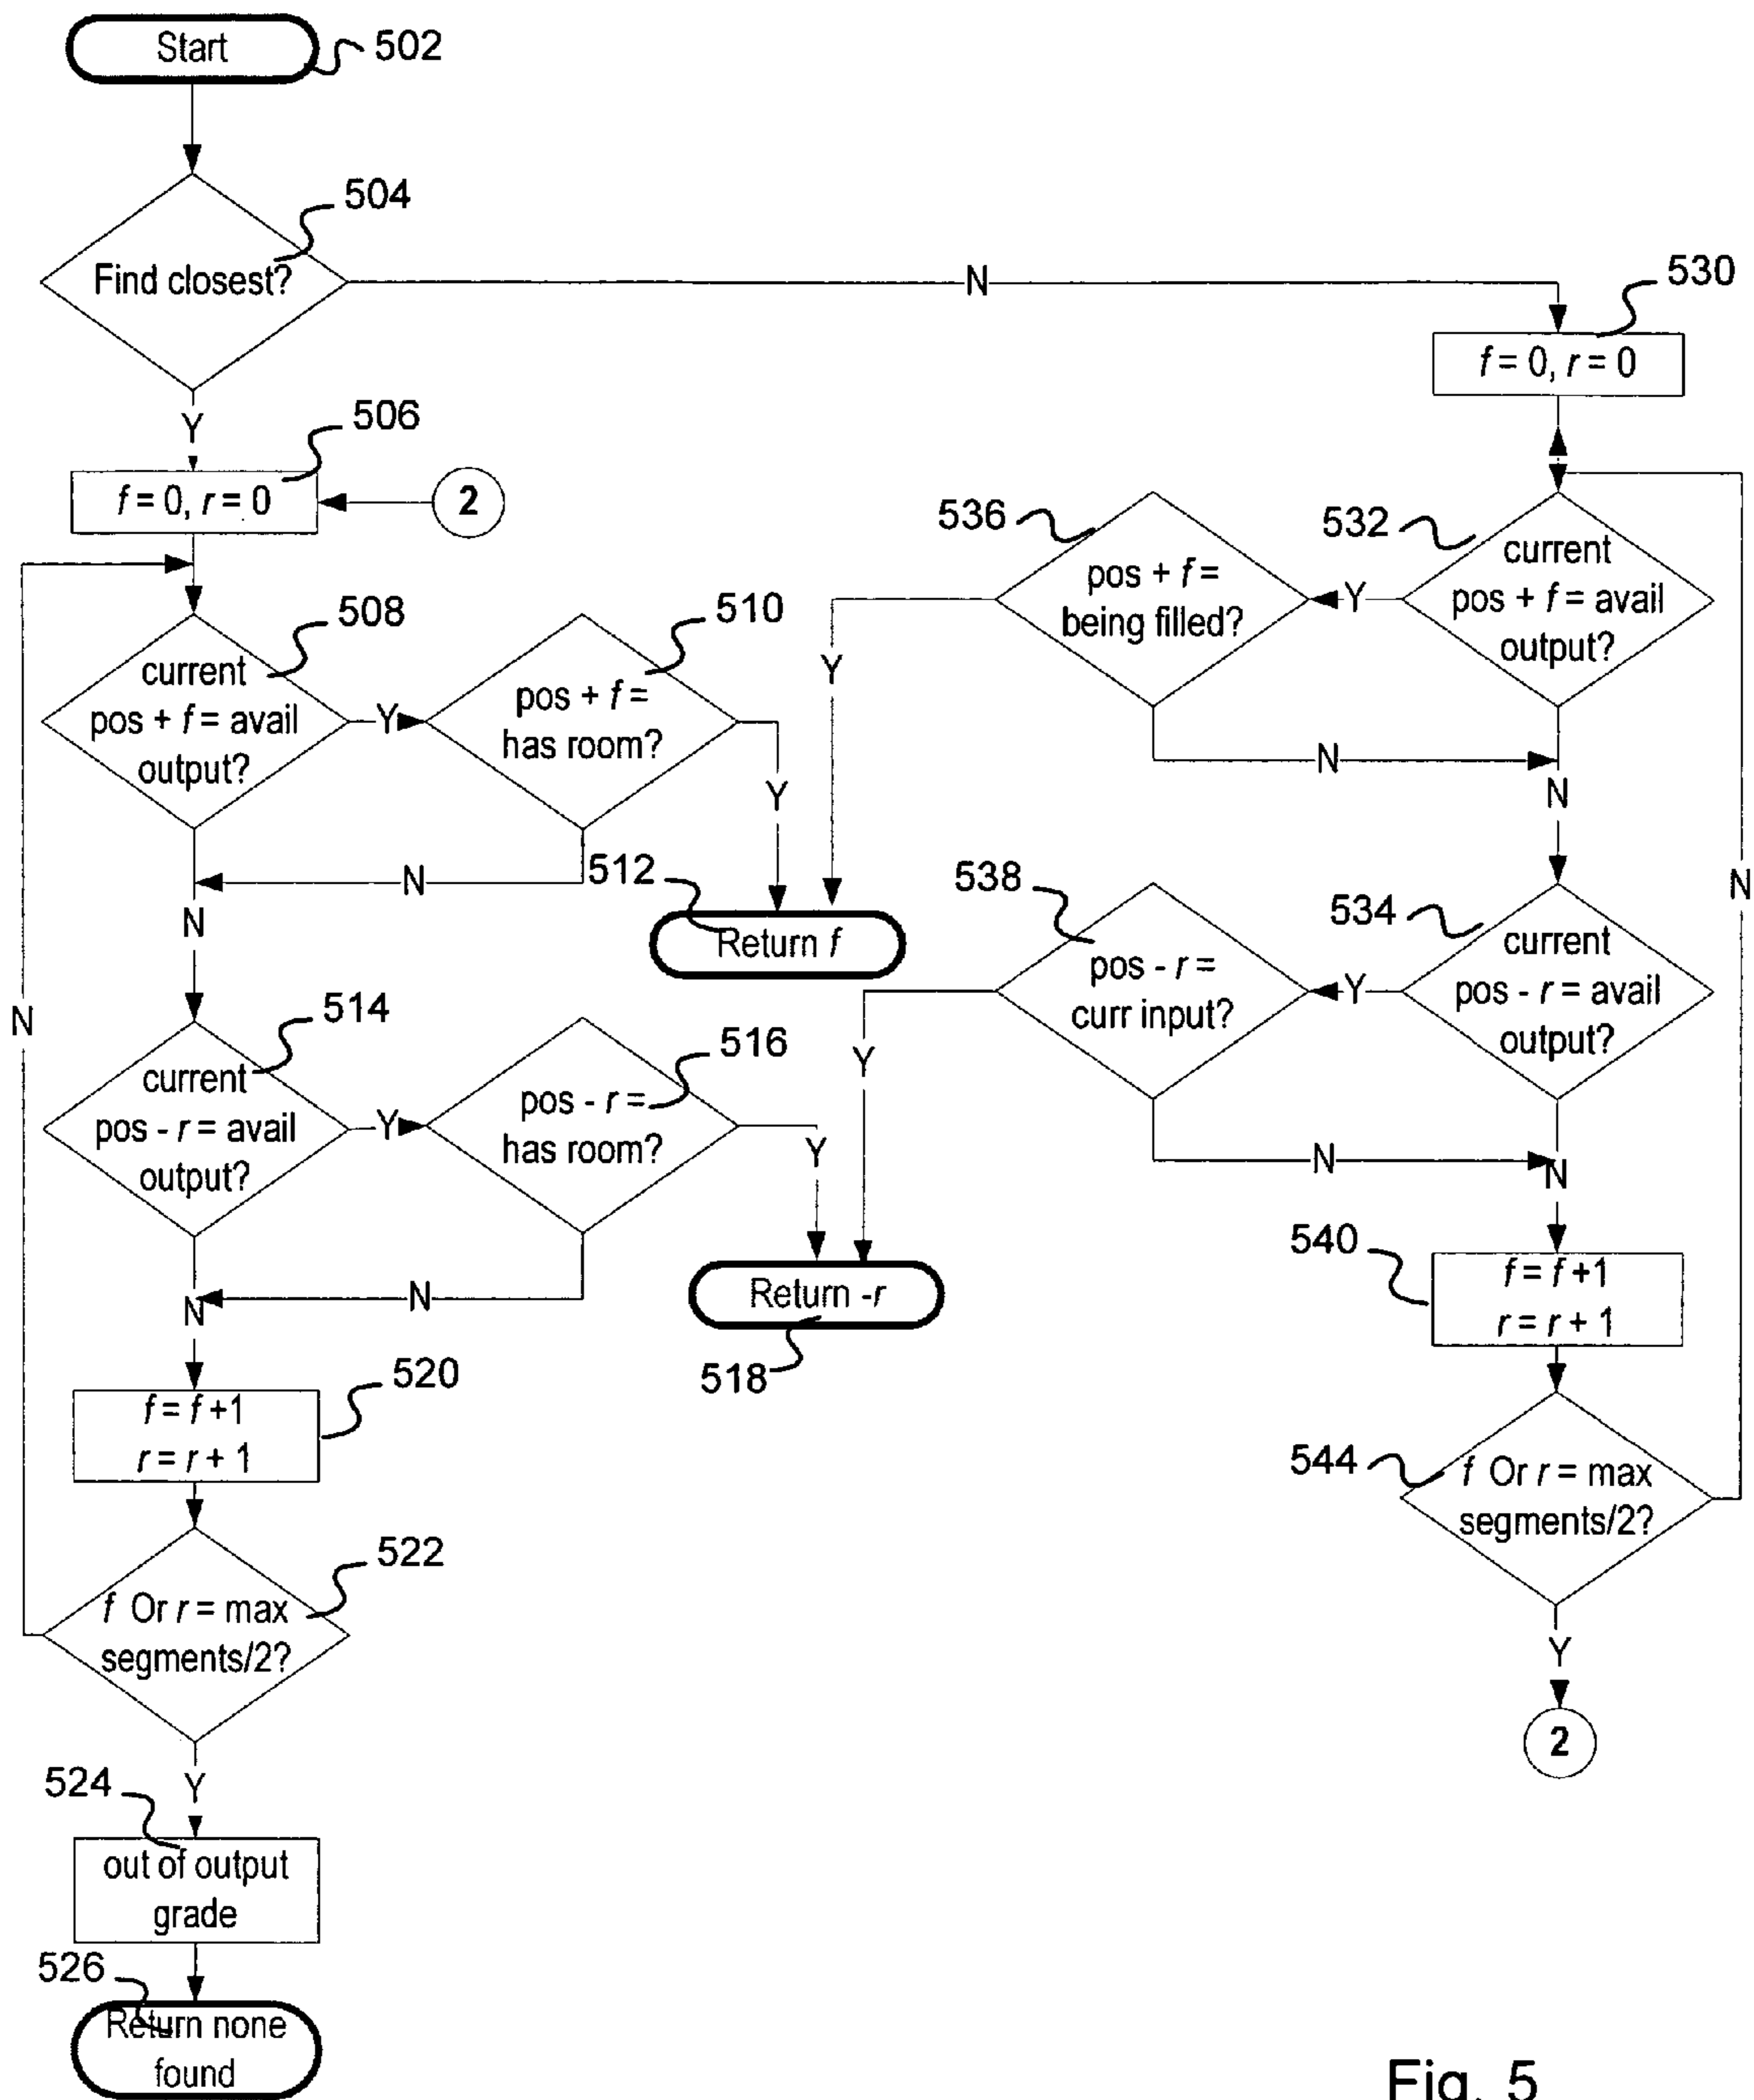 Start
502
504
Find closest?
N
530
f = 0, r = 0
Y
506
f = 0, r = 0
2
536
pos + f =
being filled?
Y
532
current
pos + f = avail
output?
508
current
pos + f = avail
output?
Y
510
pos + f =
has room?
Y
Y
N
N
N
N
512
Return f
N
538
pos - r =
curr input?
Y
534
current
pos - r = avail
output?
N
514
current
pos - r = avail
output?
Y
516
pos - r =
has room?
Y
Y
N
N
N
N
518
Return -r
540
f = f +1
r = r + 1
520
f = f +1
r = r + 1
544
f Or r = max
segments/2?
522
f Or r = max
segments/2?
N
Y
2
Y
524
out of output
grade
526
Return none
found
Fig. 5